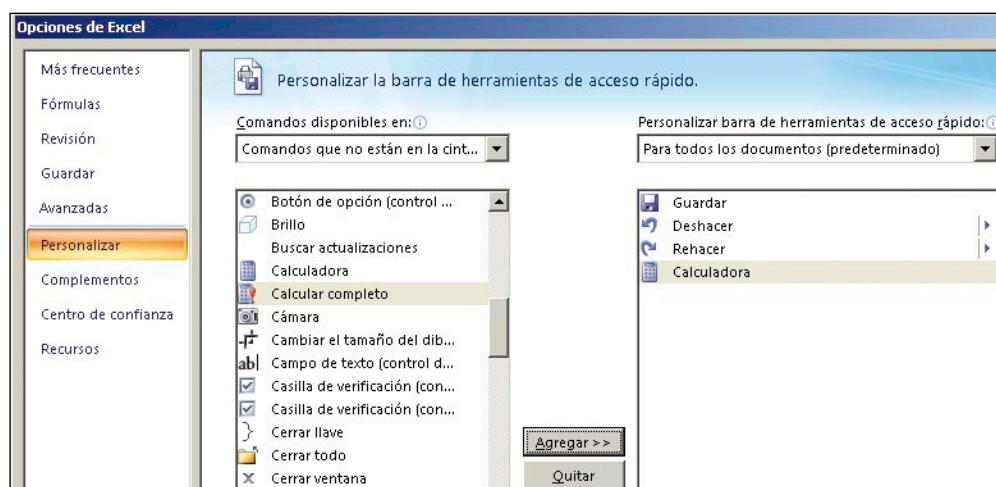 Opciones de Excel
Más frecuentes
Fórmulas
Revisión
Guardar
Avanzadas
Personalizar
Complementos
Centro de confianza
Recursos
Personalizar la barra de herramientas de acceso rápido.
Comandos disponibles en:
Comandos que no están en la cint...
Botón de opción (control ...
Brillo
Buscar actualizaciones
Calculadora
Calcular completo
Cámara
Cambiar el tamaño del dib...
Campo de texto (control d...
Casilla de verificación (con...
Casilla de verificación (con...
Cerrar llave
Cerrar todo
Cerrar ventana
Agregar >>
Quitar
Personalizar barra de herramientas de acceso rápido:
Para todos los documentos (predeterminado)
Guardar
Deshacer
Rehacer
Calculadora